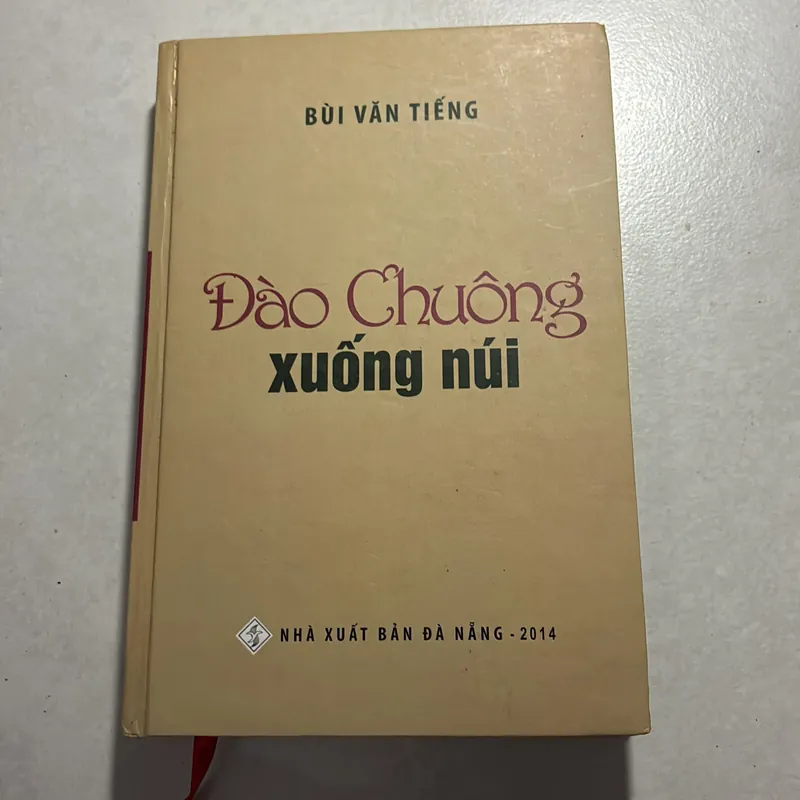 BÙI VĂN TIẾNG
Đào Chuông
xuống núi
NHÀ XUẤT BẢN ĐÀ NẴNG - 2014